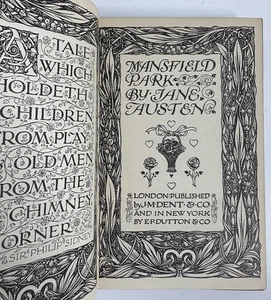 A TALE
WHICH
HOLDETH
CHILDREN
FROM PLAY
& OLD MEN
FROM THE
CHIMNEY
CORNER
SIR PHILIP SIDNEY
MANSFIELD
PARK
BY JANE
AUSTEN
LONDON: PUBLISHED
by J.M. DENT & CO
AND IN NEW YORK
BY E.P. DUTTON & CO